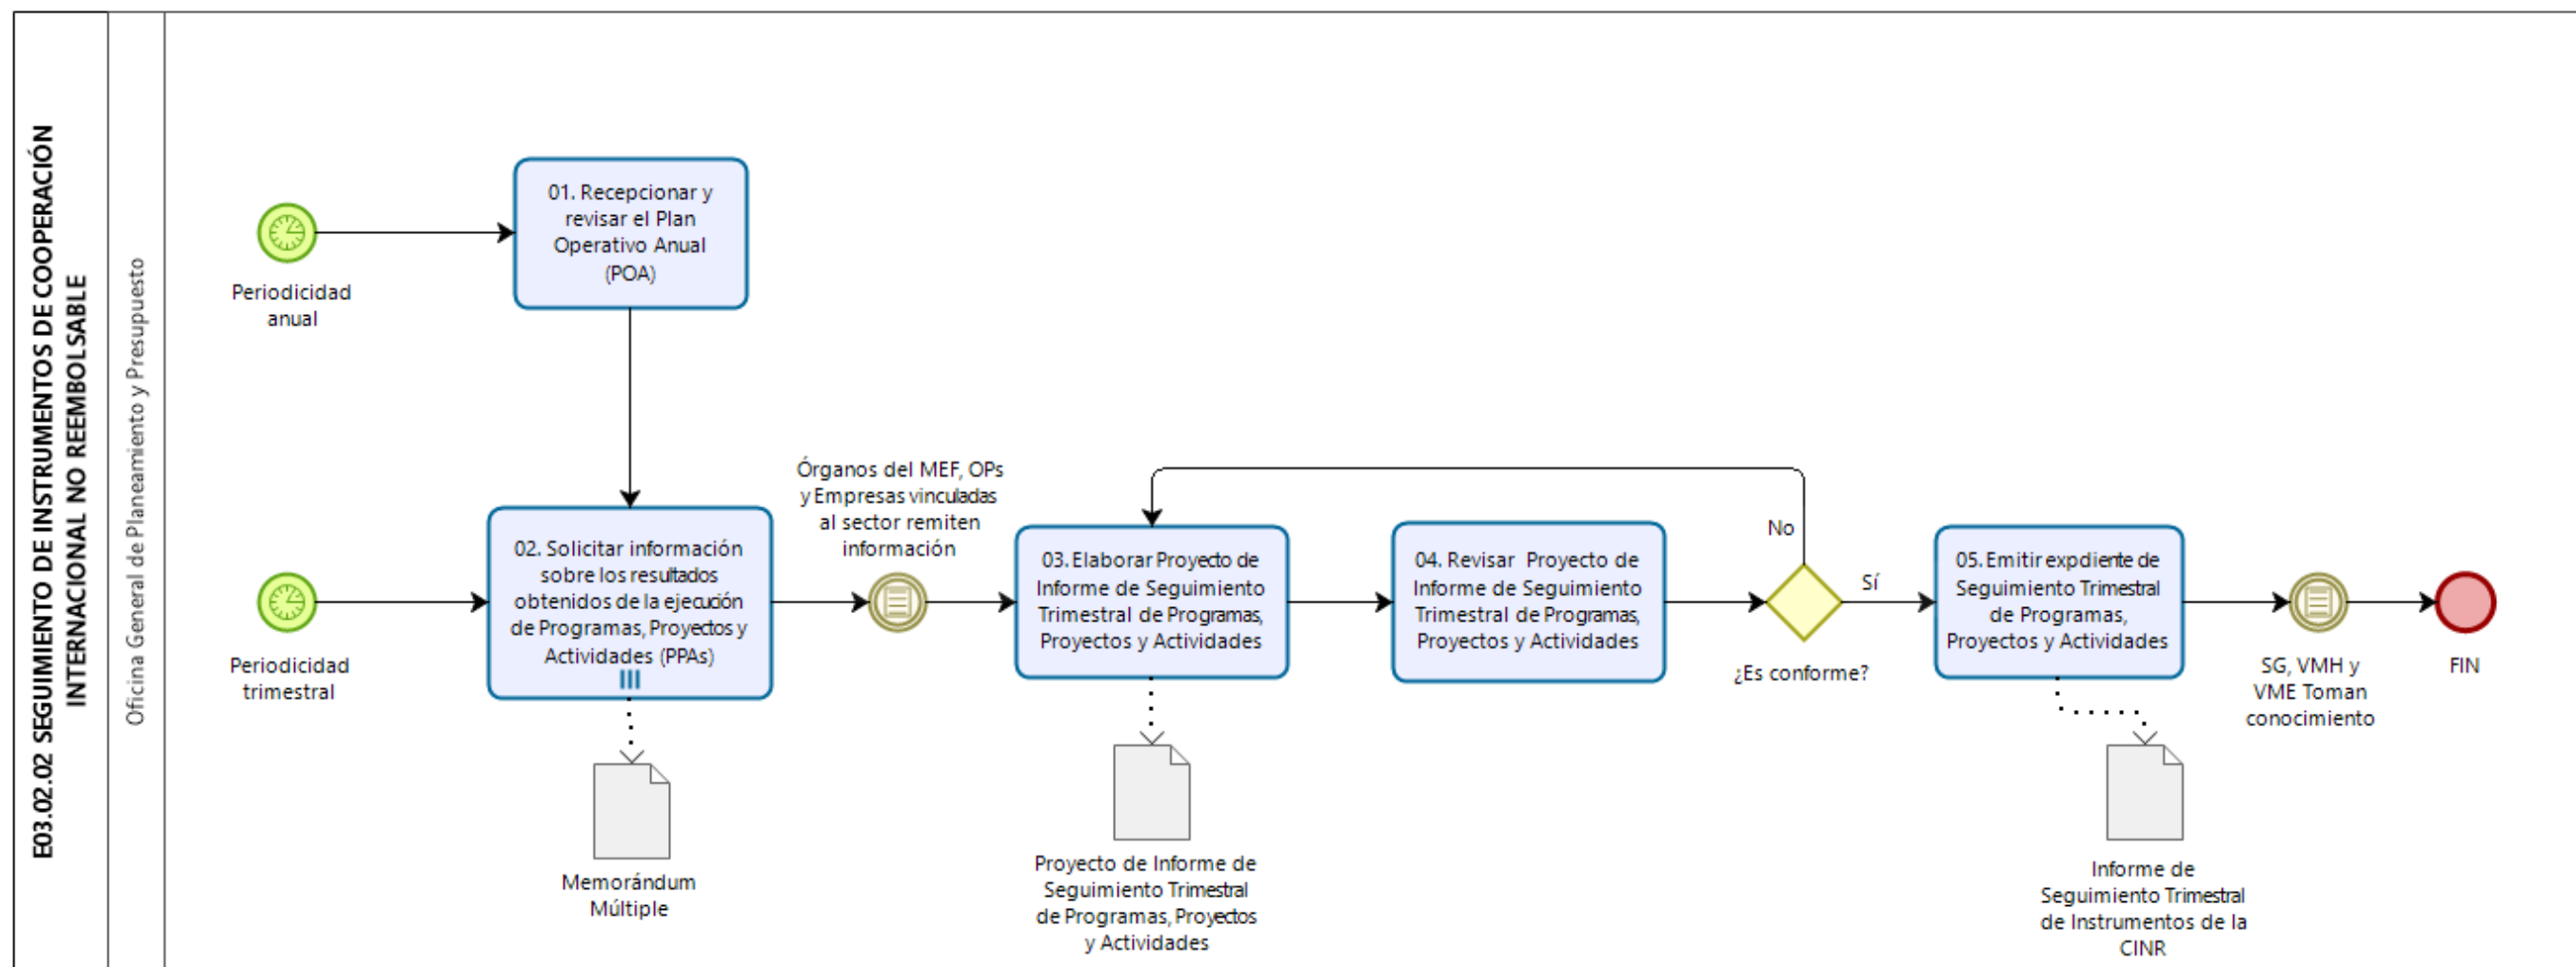 E03.02.02 SEGUIMIENTO DE INSTRUMENTOS DE COOPERACIÓN
INTERNACIONAL NO REEMBOLSABLE
Oficina General de Planeamiento y Presupuesto
Periodicidad
anual
01. Recepcionar y
revisar el Plan
Operativo Anual
(POA)
Periodicidad
trimestral
02. Solicitar información
sobre los resultados
obtenidos de la ejecución
de Programas, Proyectos y
Actividades (PPAs)
Memorándum
Múltiple
Órganos del MEF, OPs
y Empresas vinculadas
al sector remiten
información
03. Elaborar Proyecto de
Informe de Seguimiento
Trimestral de Programas,
Proyectos y Actividades
Proyecto de Informe de
Seguimiento Trimestral
de Programas, Proyectos
y Actividades
04. Revisar Proyecto de
Informe de Seguimiento
Trimestral de Programas,
Proyectos y Actividades
No
¿Es conforme?
Sí
05. Emitir expdiente de
Seguimiento Trimestral
de Programas,
Proyectos y Actividades
Informe de
Seguimiento Trimestral
de Instrumentos de la
CINR
SG, VMH y
VME Toman
conocimiento
FIN